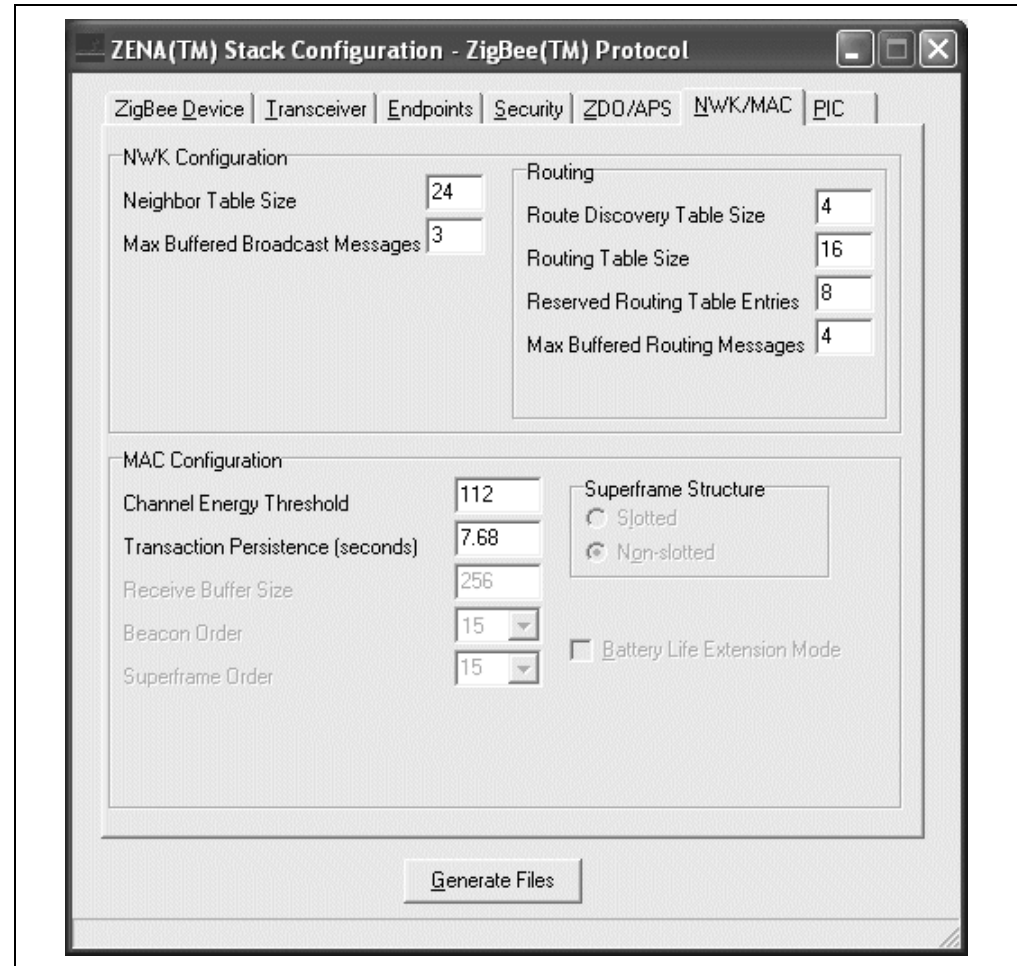 ZENA(TM) Stack Configuration - ZigBee(TM) Protocol
ZigBee Device Transceiver Endpoints Security ZDO/APS NWK/MAC PIC
NWK Configuration
Neighbor Table Size 24
Max Buffered Broadcast Messages 3
Routing
Route Discovery Table Size 4
Routing Table Size 16
Reserved Routing Table Entries 8
Max Buffered Routing Messages 4
MAC Configuration
Channel Energy Threshold 112
Transaction Persistence (seconds) 7.68
Receive Buffer Size 256
Beacon Order 15
Superframe Order 15
Superframe Structure
Slotted
Non-slotted
Battery Life Extension Mode
Generate Files